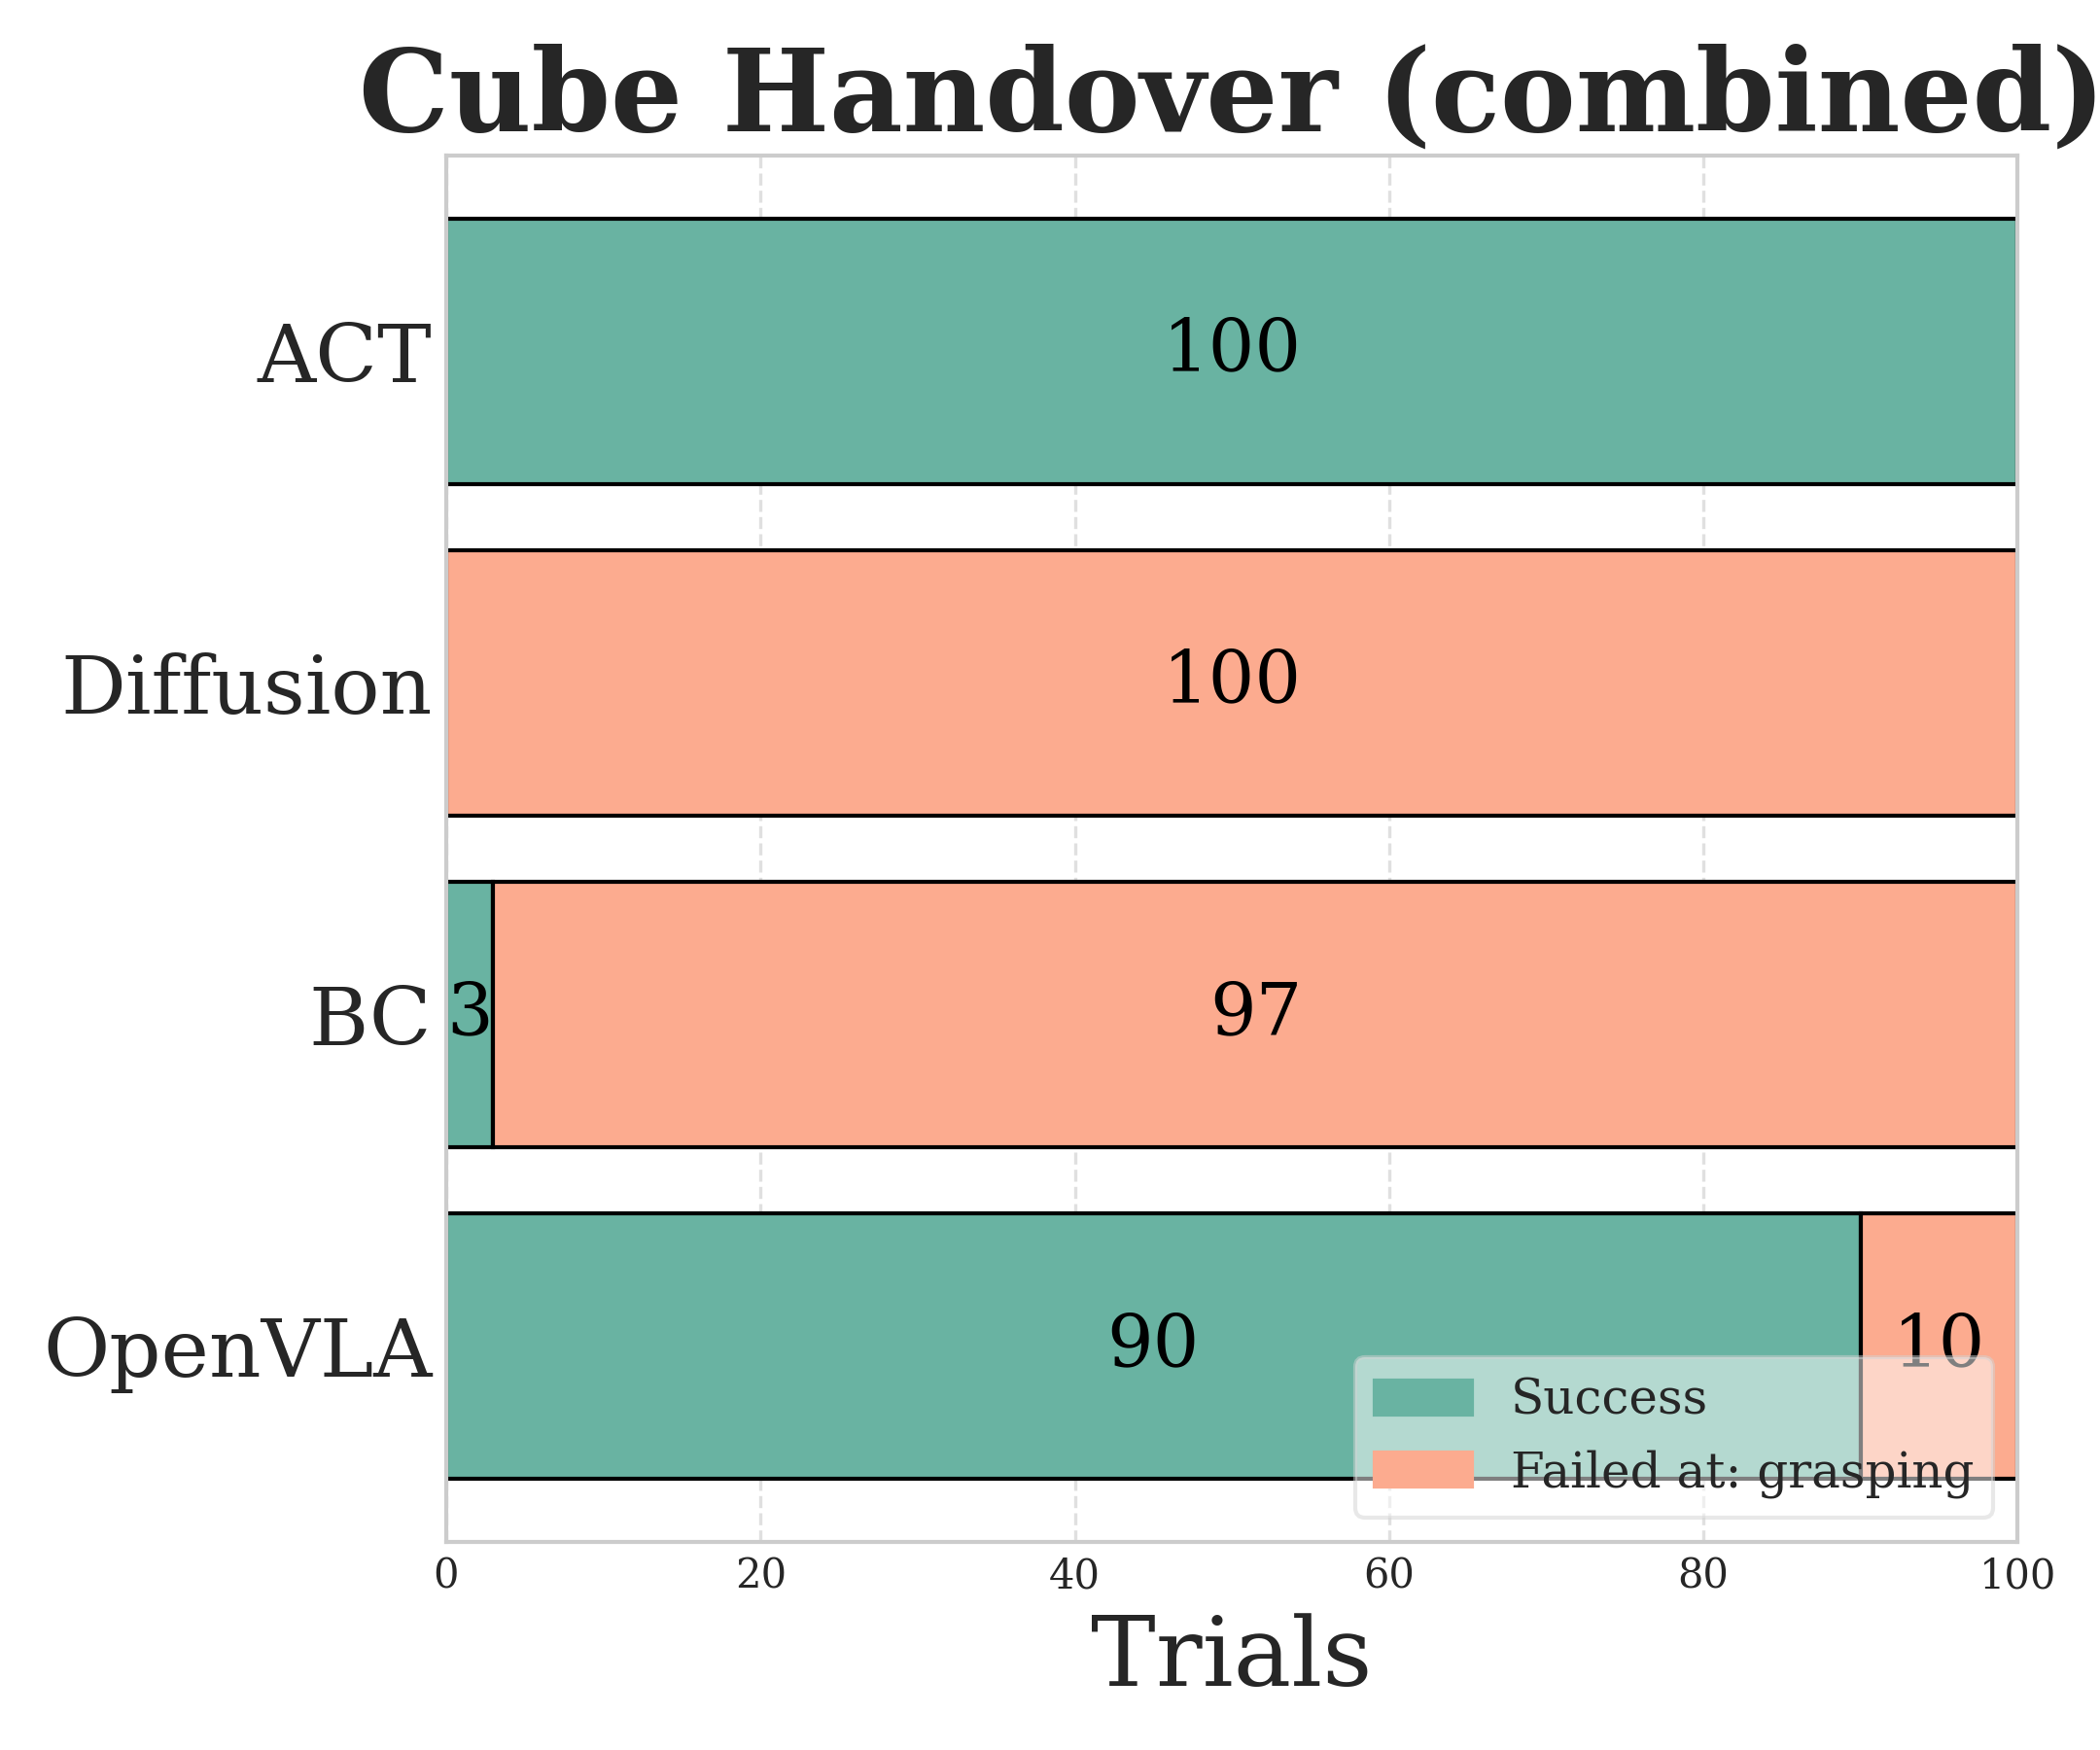 Cube Handover (combined)
ACT
100
Diffusion
100
BC
3
97
OpenVLA
90
10
Success
Failed at: grasping
0
20
40
60
80
100
Trials